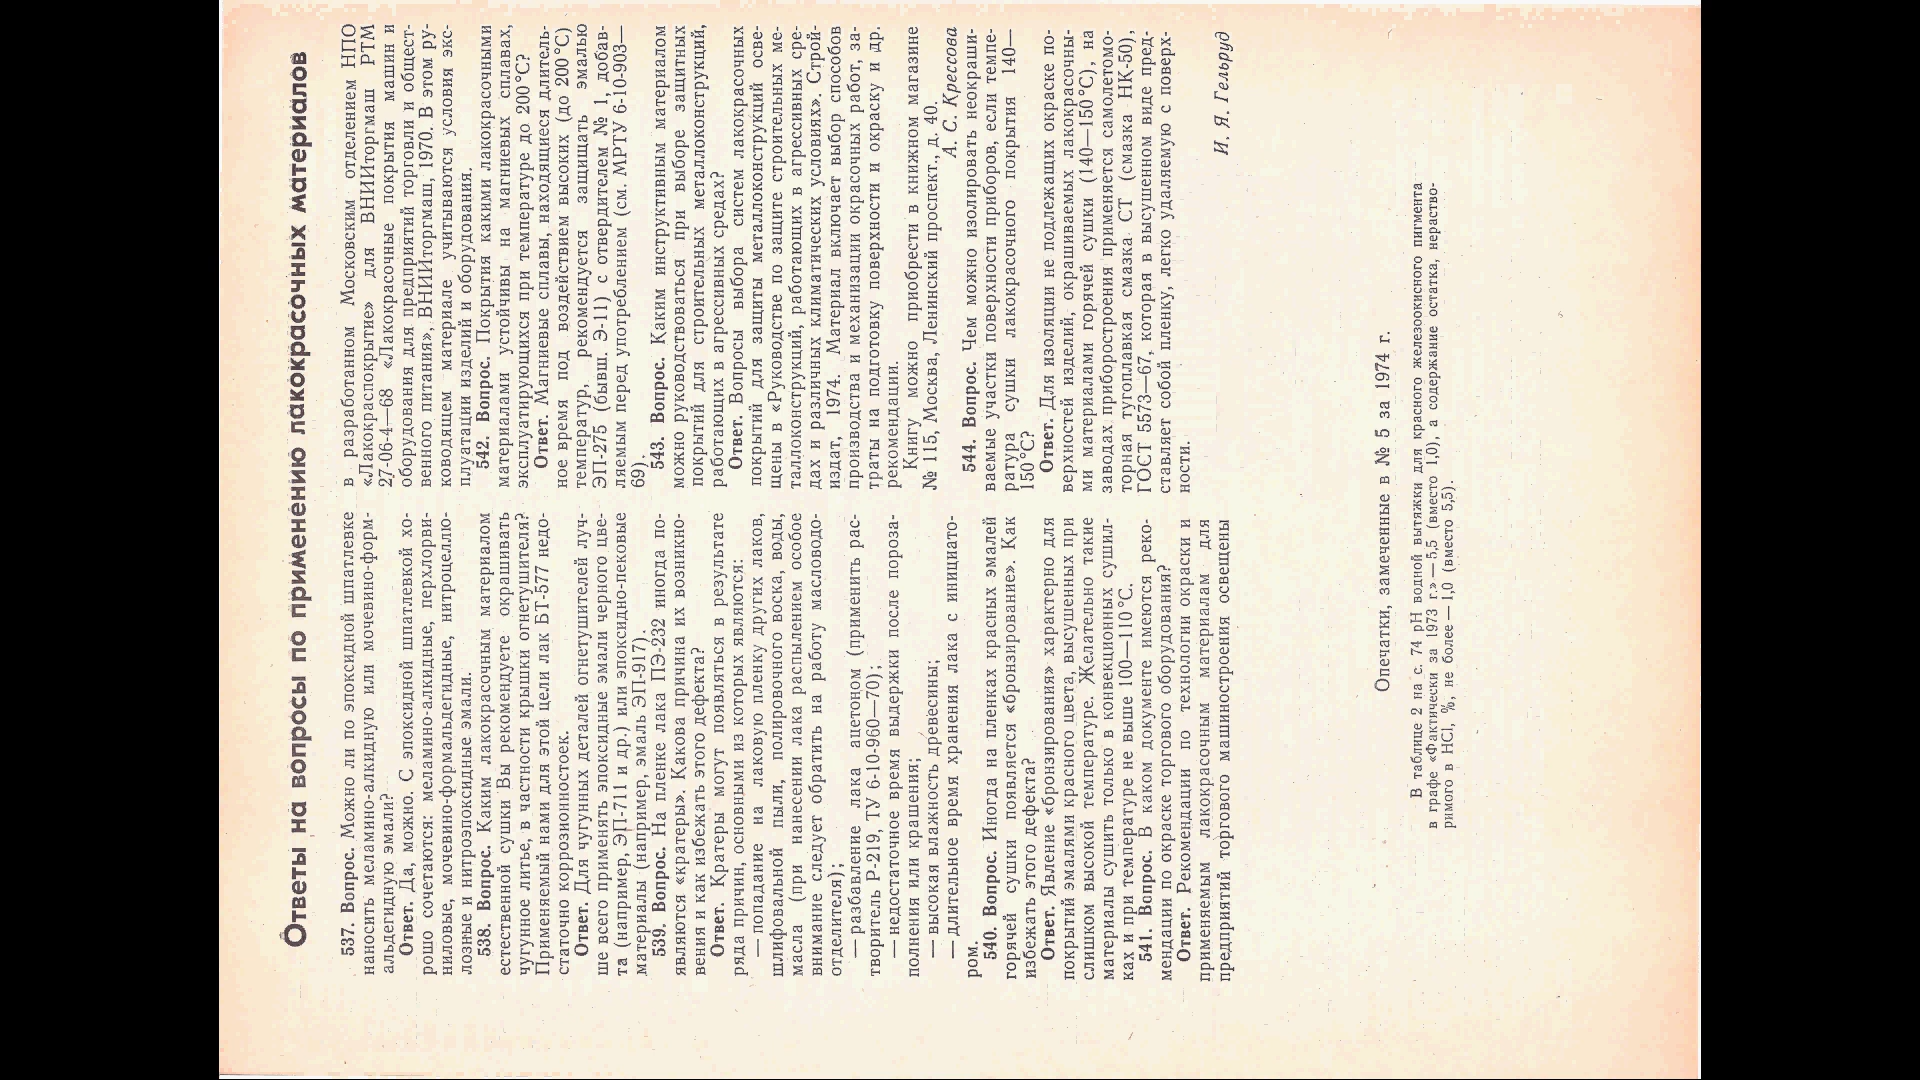 Ответы на вопросы по применению лакокрасочных материалов
537. Вопрос. Можно ли по эпоксидной шпатлевке
наносить меламино-алкидную или мочевино-форм-
альдегидную эмали?
Ответ. Да, можно. С эпоксидной шпатлевкой хо-
рошо сочетаются: меламино-алкидные, перхлорви-
ниловые, мочевино-формальдегидные, нитроцеллю-
лозные и нитроэпоксидные эмали.
538. Вопрос. Каким лакокрасочным материалом
естественной сушки Вы рекомендуете окрашивать
чугунное литье, в частности крышки огнетушителя?
Применяемый нами для этой цели лак БТ-577 недо-
статочно коррозионностоек.
Ответ. Для чугунных деталей огнетушителей луч-
ше всего применять эпоксидные эмали черного цве-
та (например, ЭП-711 и др.) или эпоксидно-пековые
материалы (например, эмаль ЭП-917).
539. Вопрос. На пленке лака ПЭ-232 иногда по-
являются «кратеры». Какова причина их возникно-
вения и как избежать этого дефекта?
Ответ. Кратеры могут появляться в результате
ряда причин, основными из которых являются:
— попадание на лаковую пленку других лаков,
шлифовальной пыли, полировочного воска, воды,
масла (при нанесении лака распылением особое
внимание следует обратить на работу масловодо-
отделителя);
— разбавление лака ацетоном (применить рас-
творитель Р-219, ТУ 6-10-960—70);
— недостаточное время выдержки после пороза-
полнения или крашения;
— высокая влажность древесины;
— длительное время хранения лака с инициато-
ром.
540. Вопрос. Иногда на пленках красных эмалей
горячей сушки появляется «бронзирование». Как
избежать этого дефекта?
Ответ. Явление «бронзирования» характерно для
покрытий эмалями красного цвета, высушенных при
слишком высокой температуре. Желательно такие
материалы сушить только в конвекционных сушил-
ках и при температуре не выше 100—110 °С.
541. Вопрос. В каком документе имеются реко-
мендации по окраске торгового оборудования?
Ответ. Рекомендации по технологии окраски и
применяемым лакокрасочным материалам для
предприятий торгового машиностроения освещены
в разработанном Московским отделением НПО
«Лакокраспокрытие» для ВНИИторгмаш РТМ
27-06-4—68 «Лакокрасочные покрытия машин и
оборудования для предприятий торговли и общест-
венного питания», ВНИИторгмаш, 1970. В этом ру-
ководящем материале учитываются условия экс-
плуатации изделий и оборудования.
542. Вопрос. Покрытия какими лакокрасочными
материалами устойчивы на магниевых сплавах,
эксплуатирующихся при температуре до 200 °С?
Ответ. Магниевые сплавы, находящиеся длитель-
ное время под воздействием высоких (до 200 °С)
температур, рекомендуется защищать эмалью
ЭП-275 (бывш. Э-11) с отвердителем № 1, добав-
ляемым перед употреблением (см. МРТУ 6-10-903—
69).
543. Вопрос. Каким инструктивным материалом
можно руководствоваться при выборе защитных
покрытий для строительных металлоконструкций,
работающих в агрессивных средах?
Ответ. Вопросы выбора систем лакокрасочных
покрытий для защиты металлоконструкций осве-
щены в «Руководстве по защите строительных ме-
таллоконструкций, работающих в агрессивных сре-
дах и различных климатических условиях». Строй-
издат, 1974. Материал включает выбор способов
производства и механизации окрасочных работ, за-
траты на подготовку поверхности и окраску и др.
рекомендации.
Книгу можно приобрести в книжном магазине
№ 115, Москва, Ленинский проспект., д. 40.
А. С. Крессова
544. Вопрос. Чем можно изолировать неокраши-
ваемые участки поверхности приборов, если темпе-
ратура сушки лакокрасочного покрытия 140—
150 °С?
Ответ. Для изоляции не подлежащих окраске по-
верхностей изделий, окрашиваемых лакокрасочны-
ми материалами горячей сушки (140—150 °С), на
заводах приборостроения применяется самолетомо-
торная тугоплавкая смазка СТ (смазка НК-50),
ГОСТ 5573—67, которая в высушенном виде пред-
ставляет собой пленку, легко удаляемую с поверх-
ности.
И. Я. Гельруд
Опечатки, замеченные в № 5 за 1974 г.
В таблице 2 на с. 74 рН водной вытяжки для красного железоокисного пигмента
в графе «Фактически за 1973 г.» — 5,5 (вместо 1,0), а содержание остатка, нераство-
римого в HCl, %, не более — 1,0 (вместо 5,5).